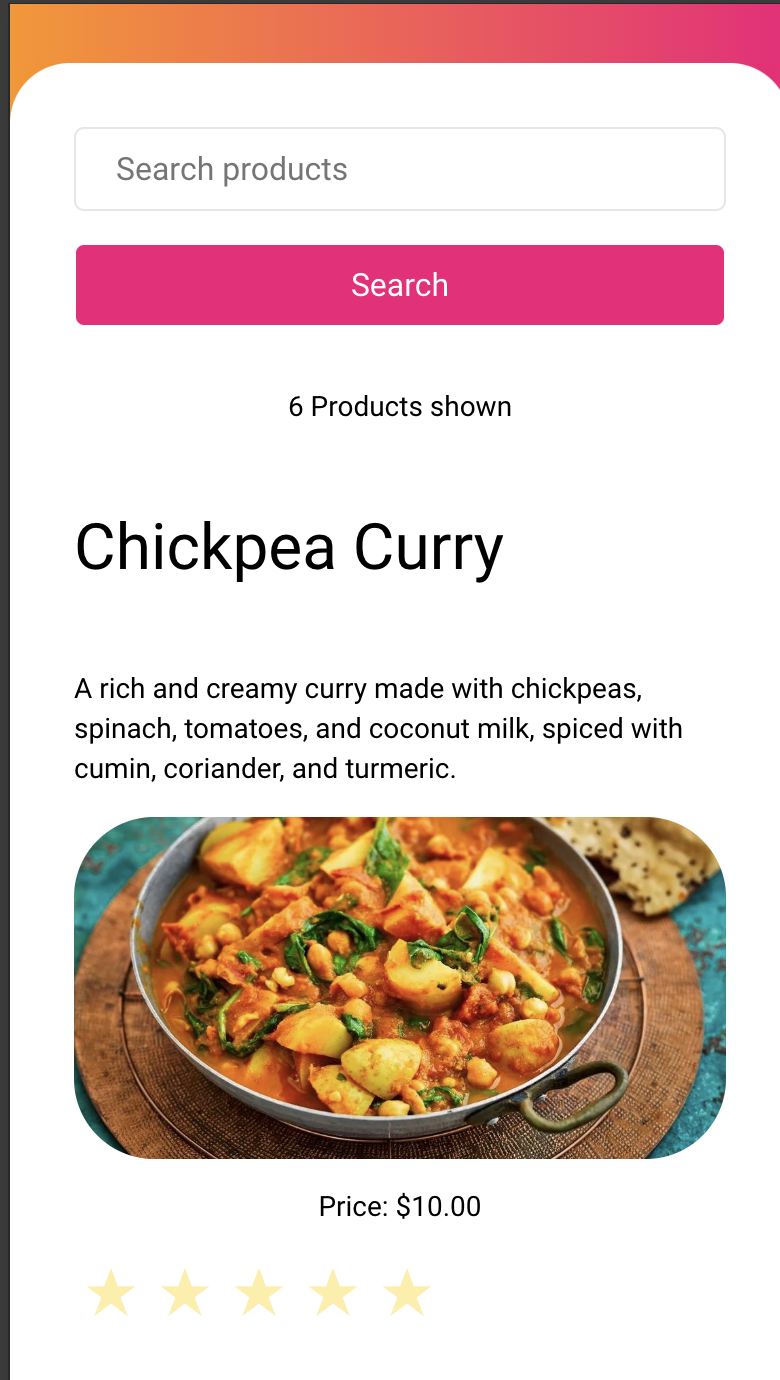 Search products
Search
6 Products shown
Chickpea Curry
A rich and creamy curry made with chickpeas,
spinach, tomatoes, and coconut milk, spiced with
cumin, coriander, and turmeric.
Price: $10.00